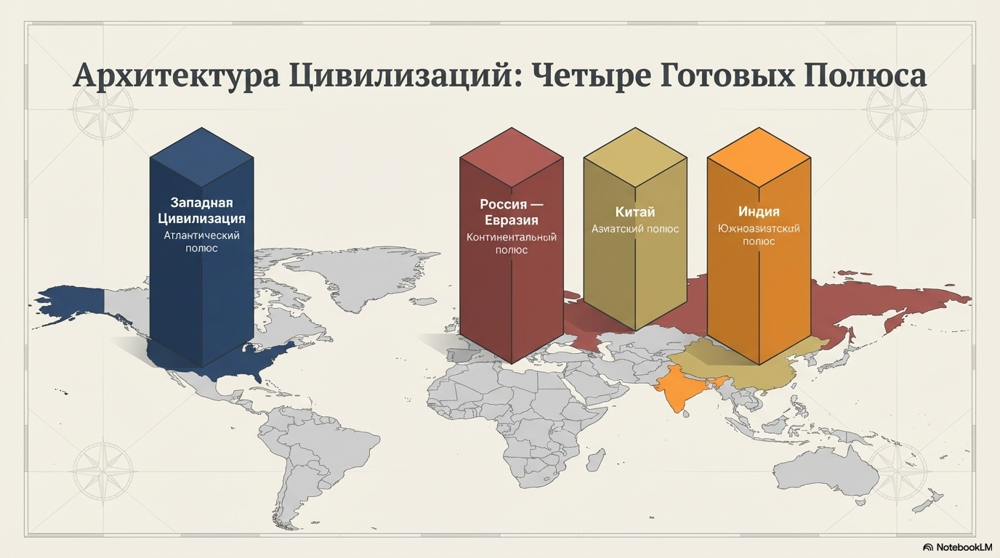 Архитектура Цивилизаций: Четыре Готовых Полюса
Западная
Цивилизация
Атлантический
полюс
Россия —
Евразия
Континентальный
полюс
Китай
Азиатский полюс
Индия
Южноазиатский
полюс
NotebookLM